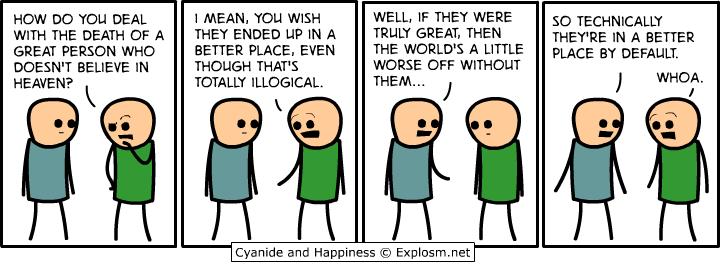 HOW DO YOU DEAL
WITH THE DEATH OF A
GREAT PERSON WHO
DOESN'T BELIEVE IN
HEAVEN?
I MEAN, YOU WISH
THEY ENDED UP IN A
BETTER PLACE, EVEN
THOUGH THAT'S
TOTALLY ILLOGICAL.
WELL, IF THEY WERE
TRULY GREAT, THEN
THE WORLD'S A LITTLE
WORSE OFF WITHOUT
THEM...
SO TECHNICALLY
THEY'RE IN A BETTER
PLACE BY DEFAULT.
WHOA.
Cyanide and Happiness © Explosm.net